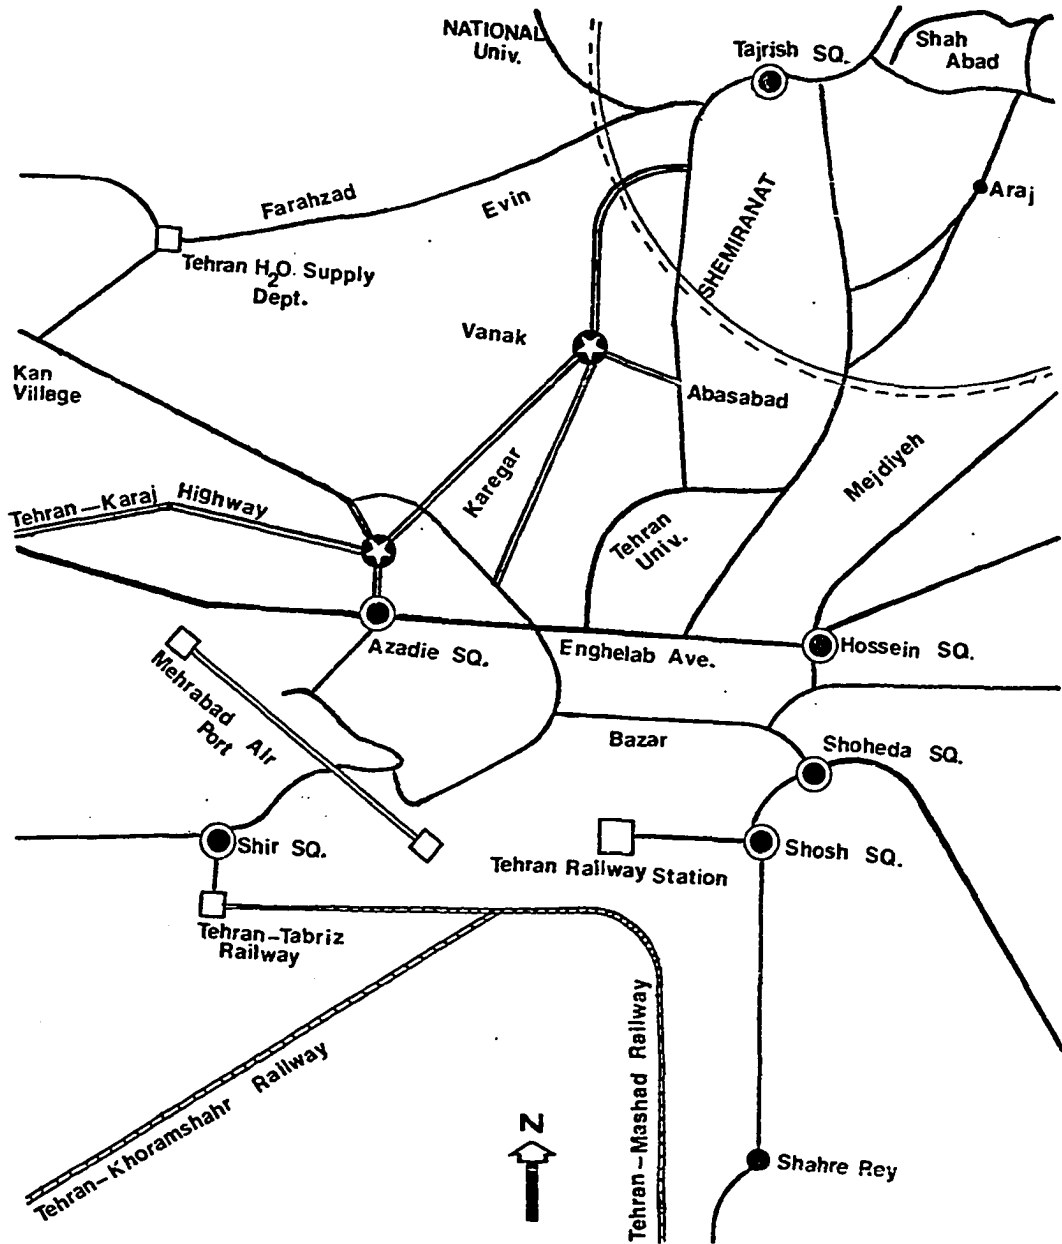 NATIONAL
Univ.
Tajrish SQ.
Shah
Abad
Araj
Farahzad
Evin
SHEMIRANAT
Tehran H2O. Supply
Dept.
Vanak
Kan
Village
Abasabad
Karegar
Mejdiyeh
Tehran-Karaj Highway
Tehran
Univ.
Azadie SQ.
Enghelab Ave.
Hossein SQ.
Mehrabad Air
Port
Bazar
Shoheda SQ.
Shir SQ.
Tehran Railway Station
Shosh SQ.
Tehran-Tabriz
Railway
Tehran-Khoramshahr Railway
Tehran-Mashad Railway
N
Shahre Rey